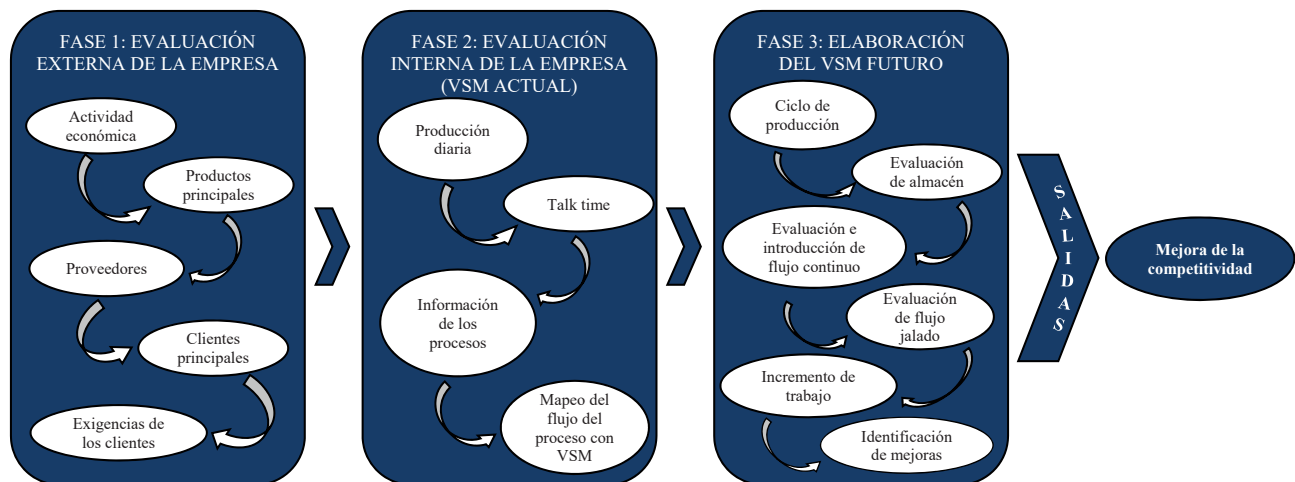 FASE 1: EVALUACIÓN
EXTERNA DE LA EMPRESA
Actividad
económica
Productos
principales
Proveedores
Clientes
principales
Exigencias de
los clientes
FASE 2: EVALUACIÓN
INTERNA DE LA EMPRESA
(VSM ACTUAL)
Producción
diaria
Talk time
Información de
los procesos
Mapeo del
flujo del
proceso con
VSM
FASE 3: ELABORACIÓN
DEL VSM FUTURO
Ciclo de
producción
Evaluación
de almacén
Evaluación e
introducción de
flujo continuo
Evaluación
de flujo
jalado
Incremento de
trabajo
Identificación
de mejoras
SALIDAS
Mejora de la
competitividad